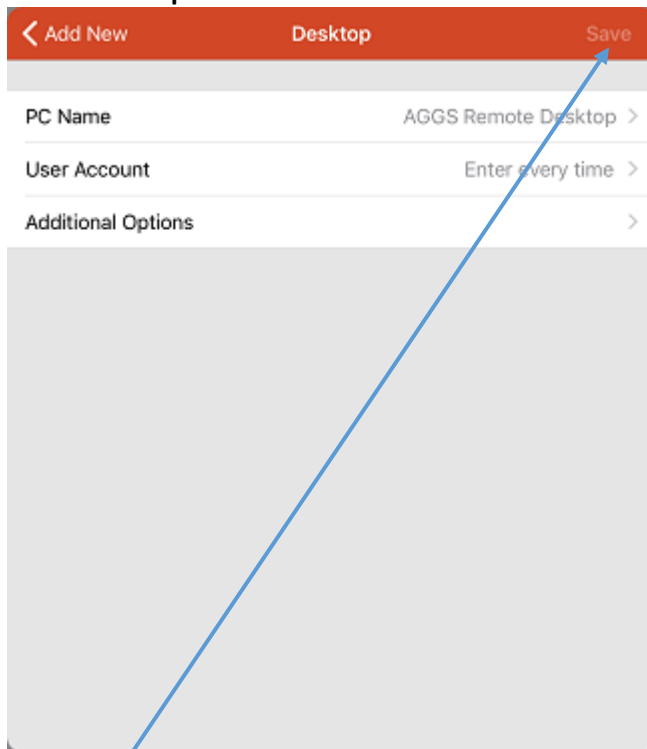 Add New Desktop Save
PC Name AGGS Remote Desktop
User Account Enter every time
Additional Options